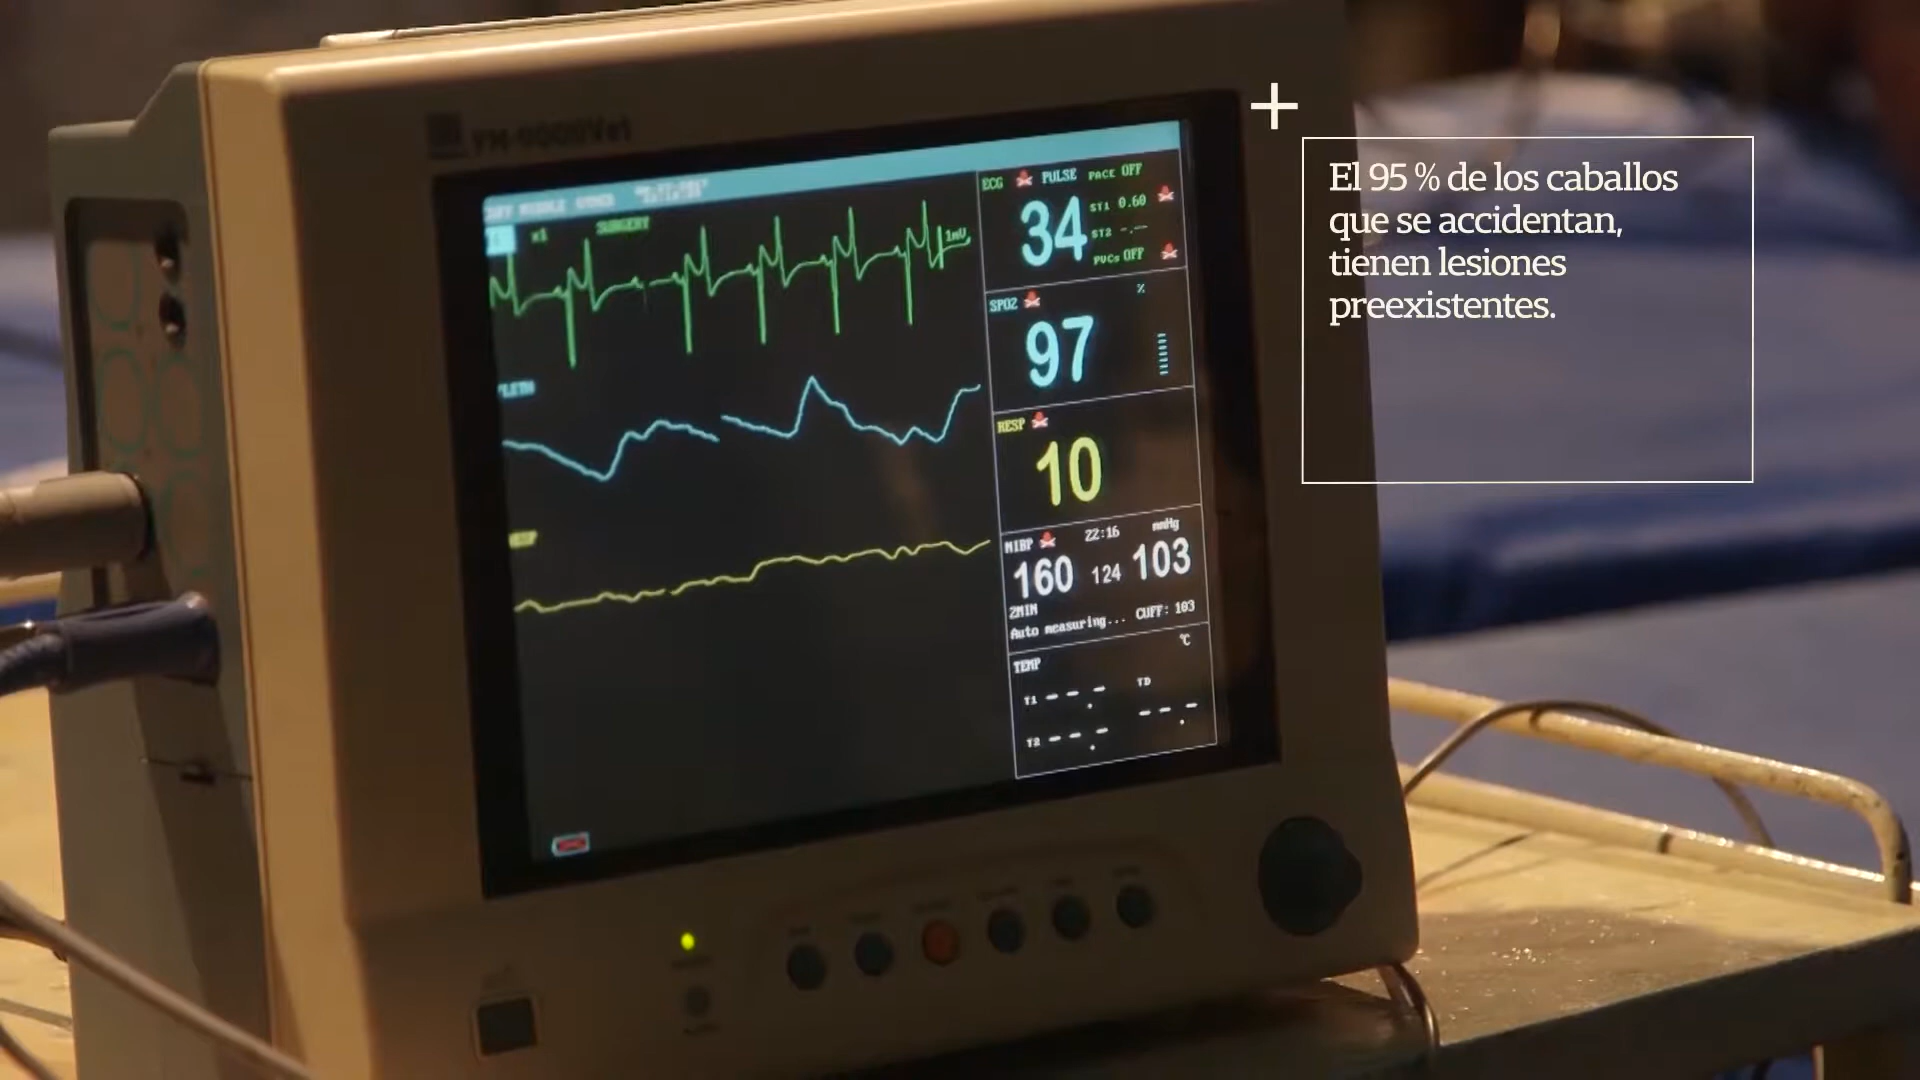 El 95 % de los caballos
que se accidentan,
tienen lesiones
preexistentes.
x1
SURGERY
1mV
ECG PULSE PACE OFF
34
ST1 0.60
ST2 -.--
PVCs OFF
SPO2 %
97
RESP
10
NIBP 22:16 mmHg
160 124 103
2MIN
Auto measuring... CUFF: 103
TEMP °C
T1 --.- TD
T2 --.- --.-